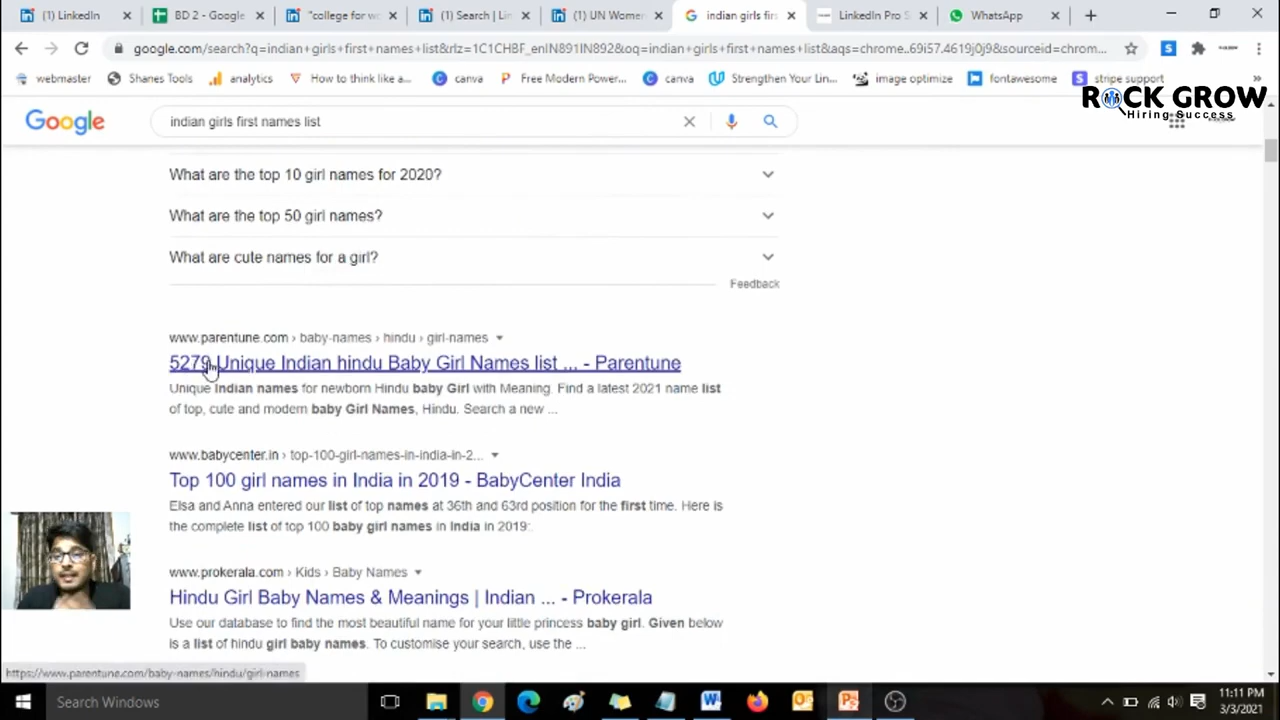 (1) LinkedIn
BD 2 - Google
"college for wo
(1) Search | Lin
(1) UN Women
indian girls firs
LinkedIn Pro S
WhatsApp
google.com/search?q=indian+girls+first+names+list&rlz=1C1CHBF_enIN891IN892&oq=indian+girls+first+names+list&aqs=chrome..69i57.4619j0j9&sourceid=chrom...
webmaster
Shanes Tools
analytics
How to think like a...
canva
Free Modern Power...
canva
Strengthen Your Lin...
image optimize
fontawesome
stripe support
»
ROCK GROW
Hiring Success
Google
indian girls first names list
What are the top 10 girl names for 2020?
What are the top 50 girl names?
What are cute names for a girl?
Feedback
www.parentune.com › baby-names › hindu › girl-names
5279 Unique Indian hindu Baby Girl Names list ... - Parentune
Unique Indian names for newborn Hindu baby Girl with Meaning. Find a latest 2021 name list
of top, cute and modern baby Girl Names, Hindu. Search a new ...
www.babycenter.in › top-100-girl-names-in-india-in-2...
Top 100 girl names in India in 2019 - BabyCenter India
Elsa and Anna entered our list of top names at 36th and 63rd position for the first time. Here is
the complete list of top 100 baby girl names in India in 2019:
www.prokerala.com › Kids › Baby Names
Hindu Girl Baby Names & Meanings | Indian ... - Prokerala
Use our database to find the most beautiful name for your little princess baby girl. Given below
is a list of hindu girl baby names. To customise your search, use the ...
https://www.parentune.com/baby-names/hindu/girl-names
Search Windows
11:11 PM
3/3/2021